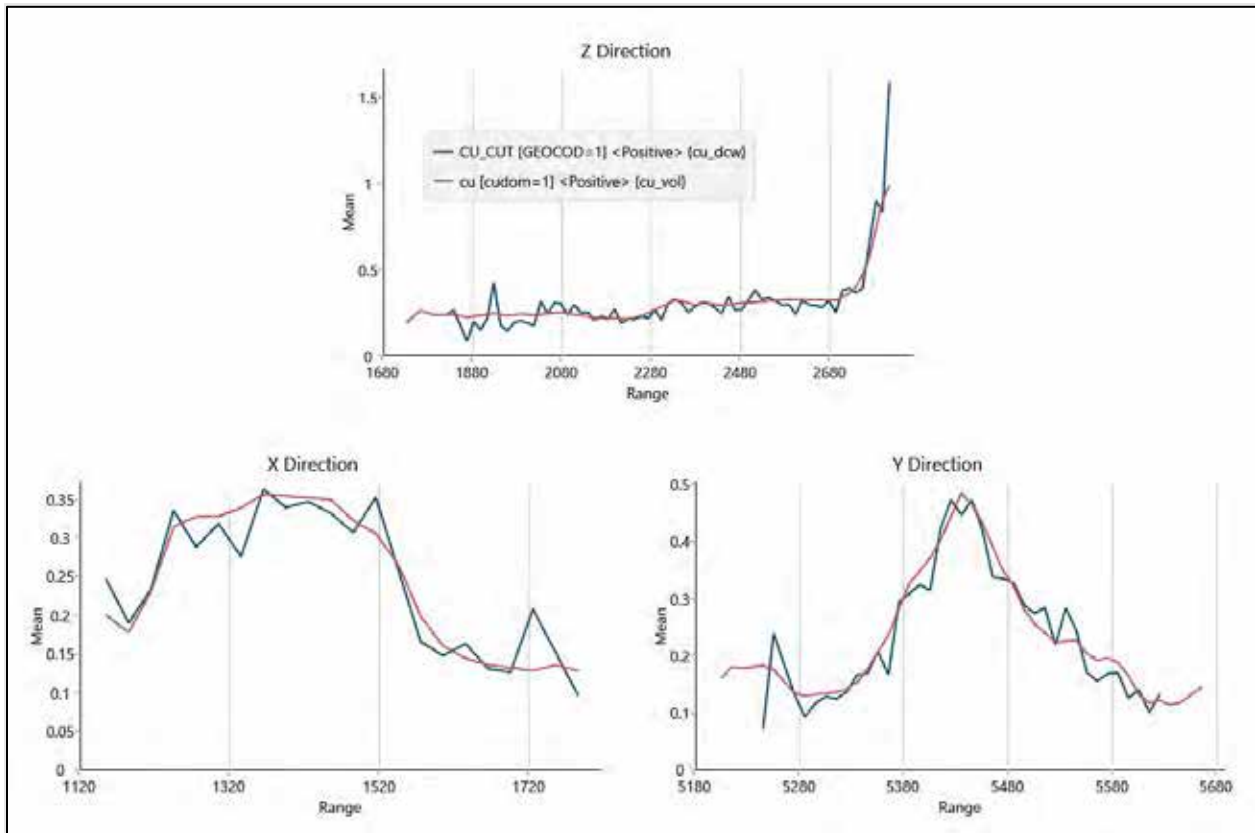 Z Direction
1.5
CU_CUT [GEOCOD=1] <Positive> (cu_dcw)
cu [cudom=1] <Positive> (cu_vol)
1
Mean
0.5
0
1680 1880 2080 2280 2480 2680
Range
X Direction
0.35
0.3
0.25
0.2
Mean
0.15
0.1
0.05
0
1120 1320 1520 1720
Range
Y Direction
0.5
0.4
0.3
Mean
0.2
0.1
0
5180 5280 5380 5480 5580 5680
Range